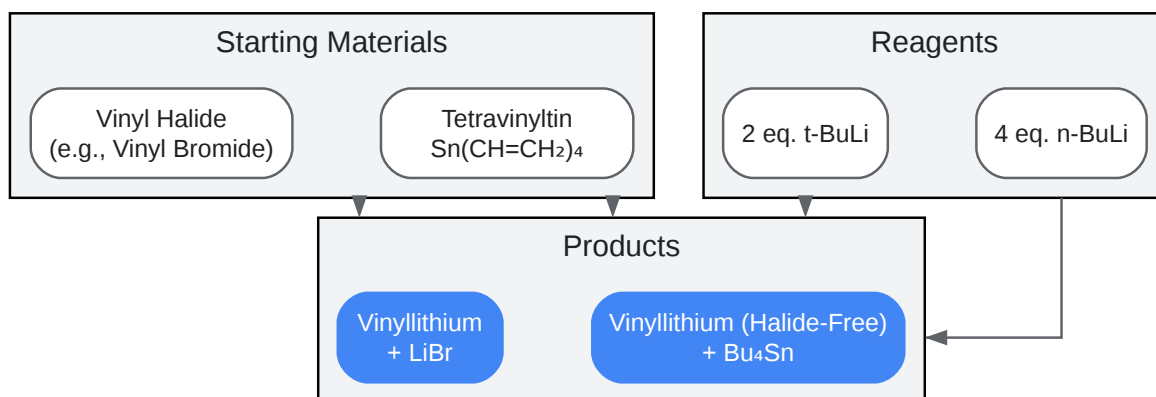 Starting Materials
Reagents
Vinyl Halide
(e.g., Vinyl Bromide)
Tetravinyltin
Sn(CH=CH₂)₄
2 eq. t-BuLi
4 eq. n-BuLi
Products
Vinyllithium
+ LiBr
Vinyllithium (Halide-Free)
+ Bu₄Sn